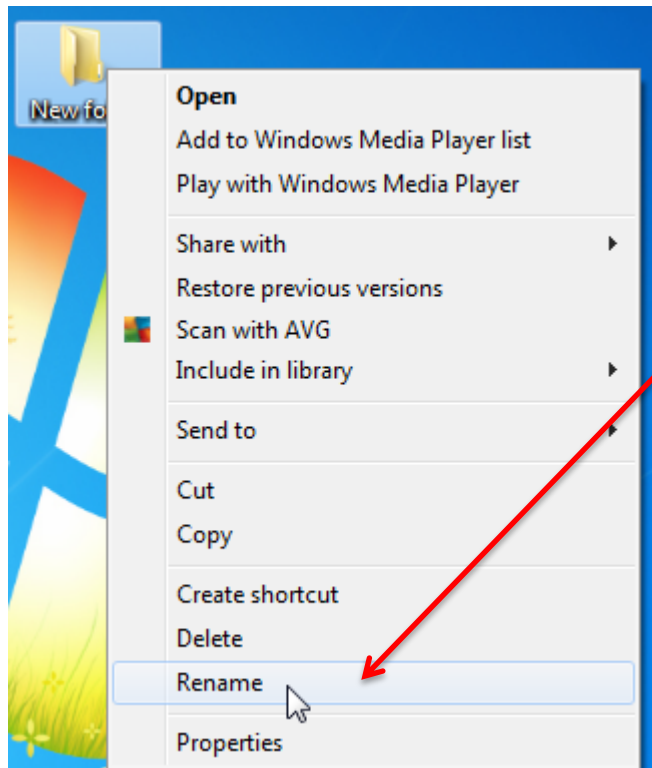 New fo
Open
Add to Windows Media Player list
Play with Windows Media Player
Share with
Restore previous versions
Scan with AVG
Include in library
Send to
Cut
Copy
Create shortcut
Delete
Rename
Properties